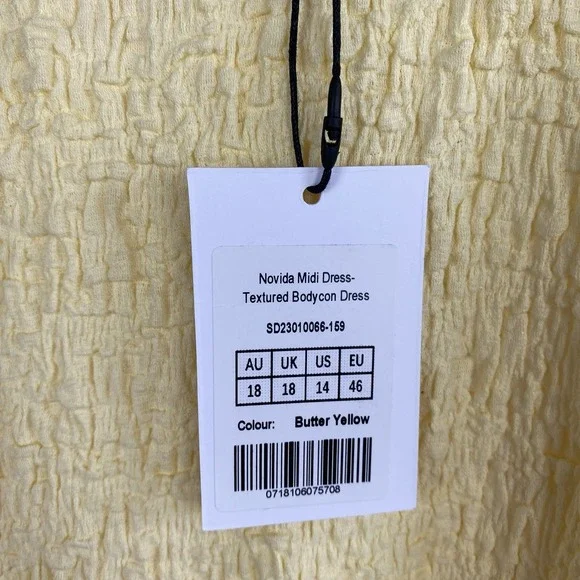 Novida Midi Dress-
Textured Bodycon Dress
SD23010066-159
AU UK US EU
18 18 14 46
Colour: Butter Yellow
0718106075708